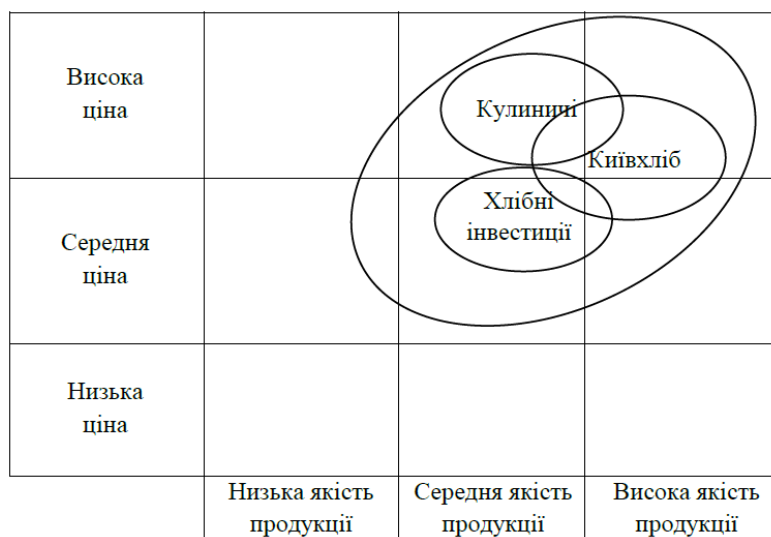 Висока
ціна
Кулиничі
Київхліб
Хлібні
інвестиції
Середня
ціна
Низька
ціна
Низька якість
продукції
Середня якість
продукції
Висока якість
продукції